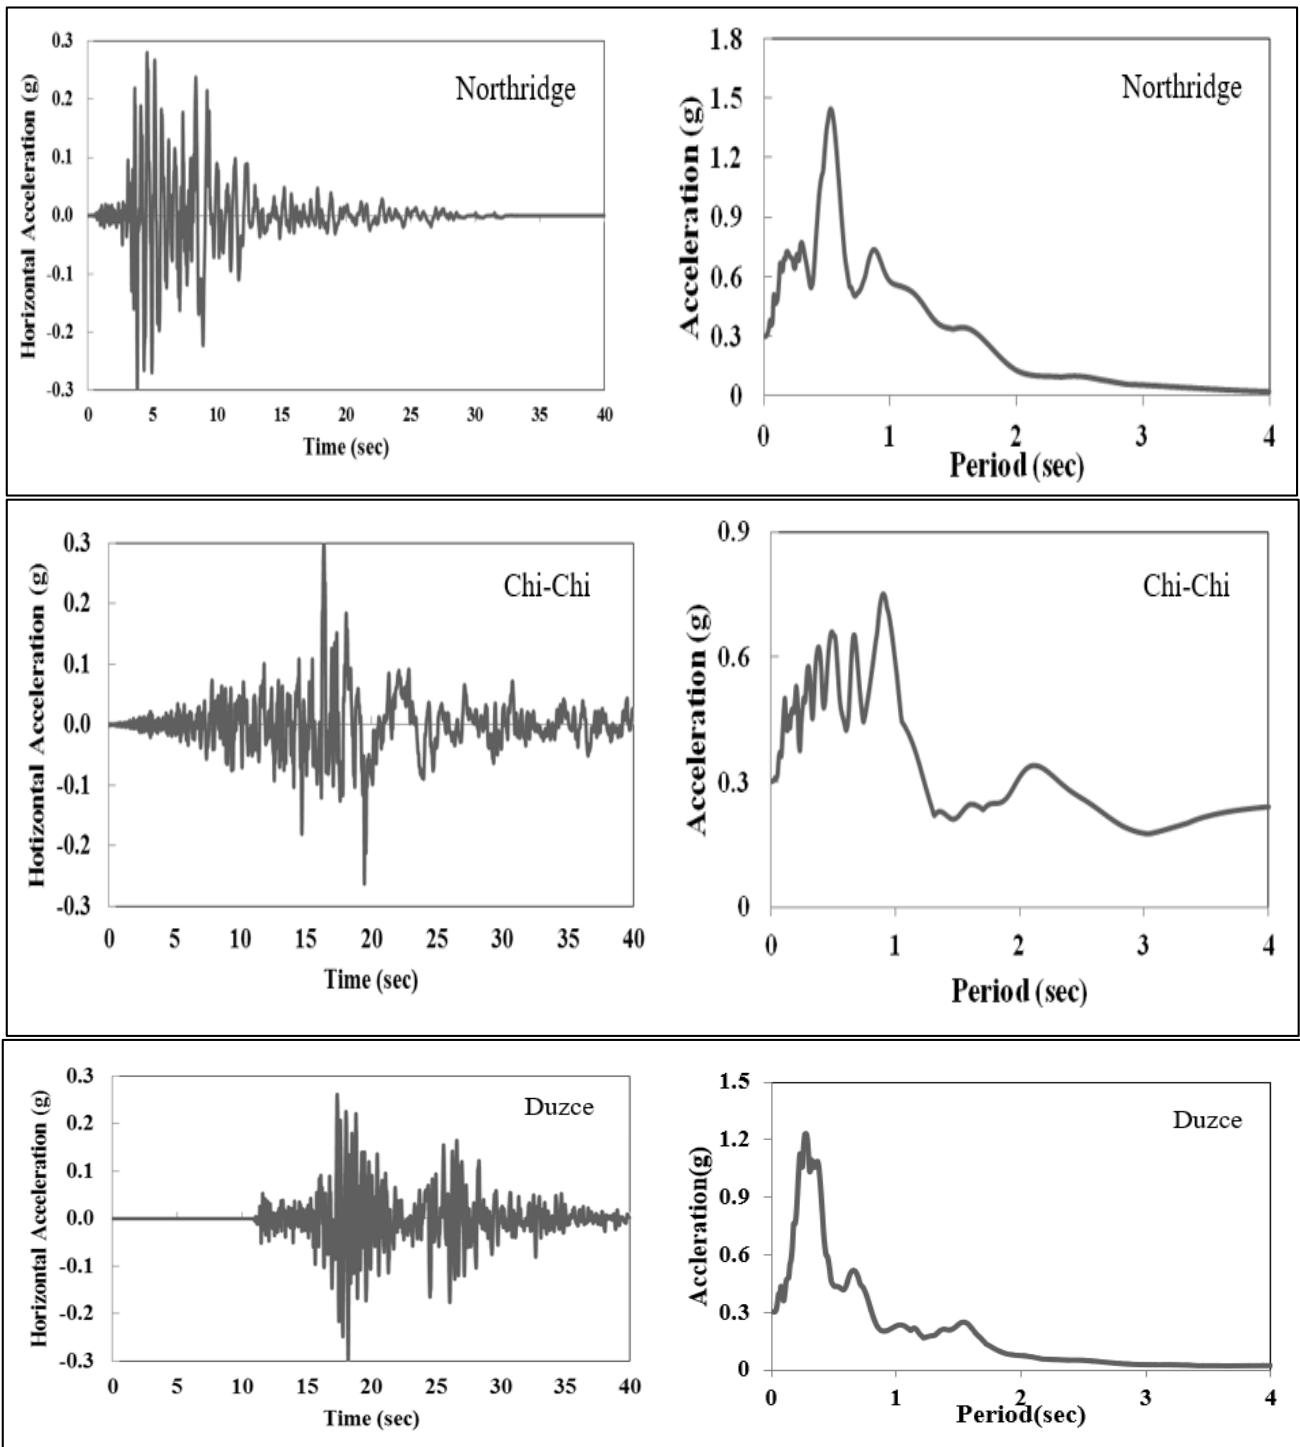 0.3
0.2
0.1
0.0
-0.1
-0.2
-0.3
Horizontal Acceleration (g)
Northridge
0 5 10 15 20 25 30 35 40
Time (sec)
1.8
1.5
1.2
0.9
0.6
0.3
0
Acceleration (g)
Northridge
0 1 2 3 4
Period (sec)
0.3
0.2
0.1
0.0
-0.1
-0.2
-0.3
Hotizontal Acceleration (g)
Chi-Chi
0 5 10 15 20 25 30 35 40
Time (sec)
0.9
0.6
0.3
0
Acceleration (g)
Chi-Chi
0 1 2 3 4
Period (sec)
0.3
0.2
0.1
0.0
-0.1
-0.2
-0.3
Horizontal Acceeleration (g)
Duzce
0 5 10 15 20 25 30 35 40
Time (sec)
1.5
1.2
0.9
0.6
0.3
0
Accleration(g)
Duzce
0 1 2 3 4
Period(sec)